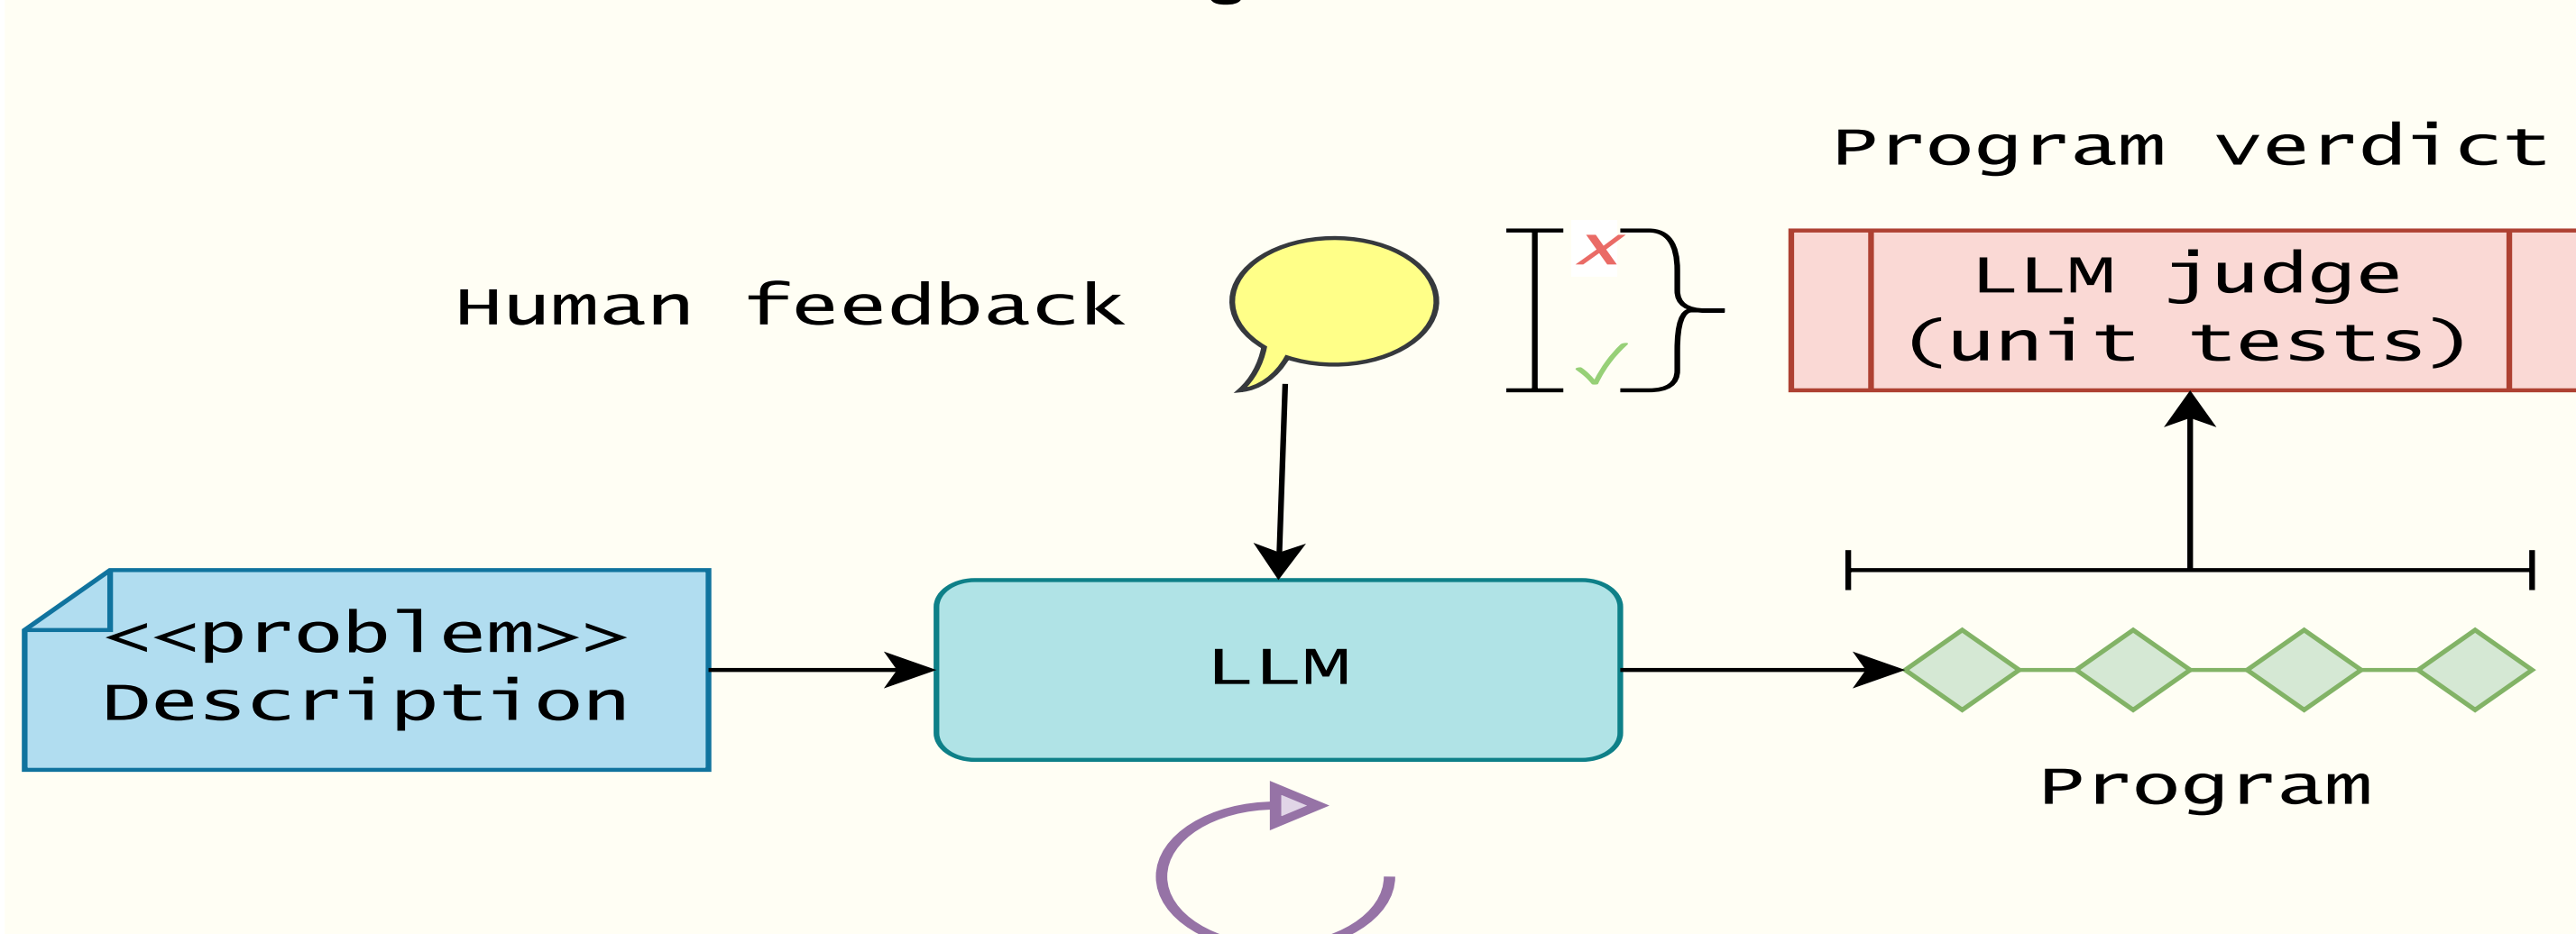 Program verdict
Human feedback
LLM judge
(unit tests)
<<problem>>
Description
LLM
Program